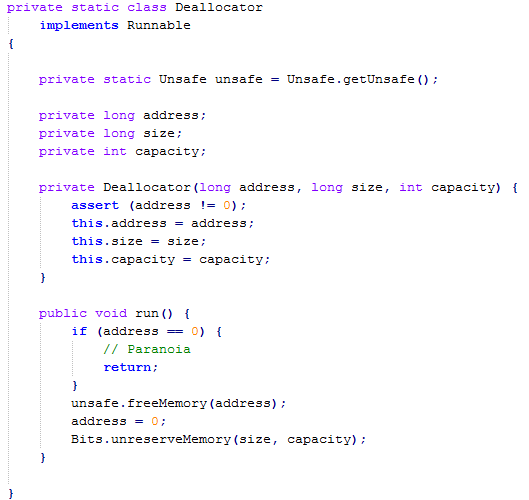 private static class Deallocator
    implements Runnable
{

    private static Unsafe unsafe = Unsafe.getUnsafe();

    private long address;
    private long size;
    private int capacity;

    private Deallocator(long address, long size, int capacity) {
        assert (address != 0);
        this.address = address;
        this.size = size;
        this.capacity = capacity;
    }

    public void run() {
        if (address == 0) {
            // Paranoia
            return;
        }
        unsafe.freeMemory(address);
        address = 0;
        Bits.unreserveMemory(size, capacity);
    }

}